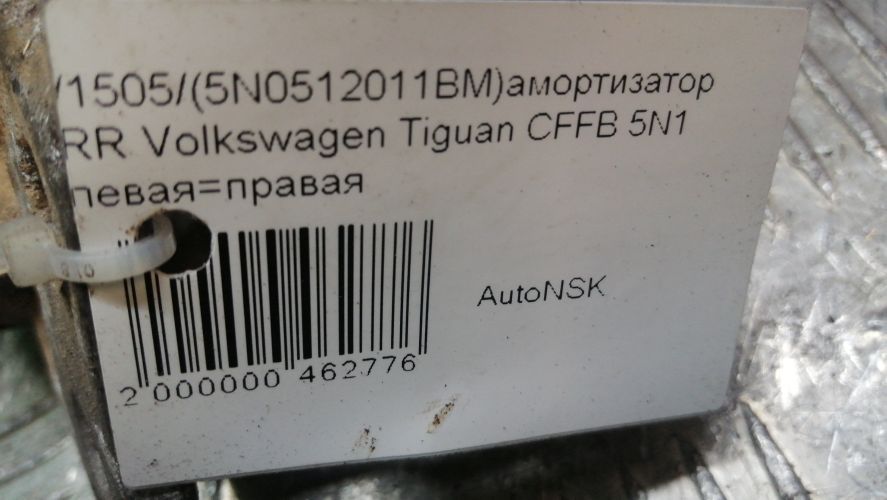 /1505/(5N0512011BM)амортизатор
RR Volkswagen Tiguan CFFB 5N1
левая=правая
AutoNSK
2 000000 462776